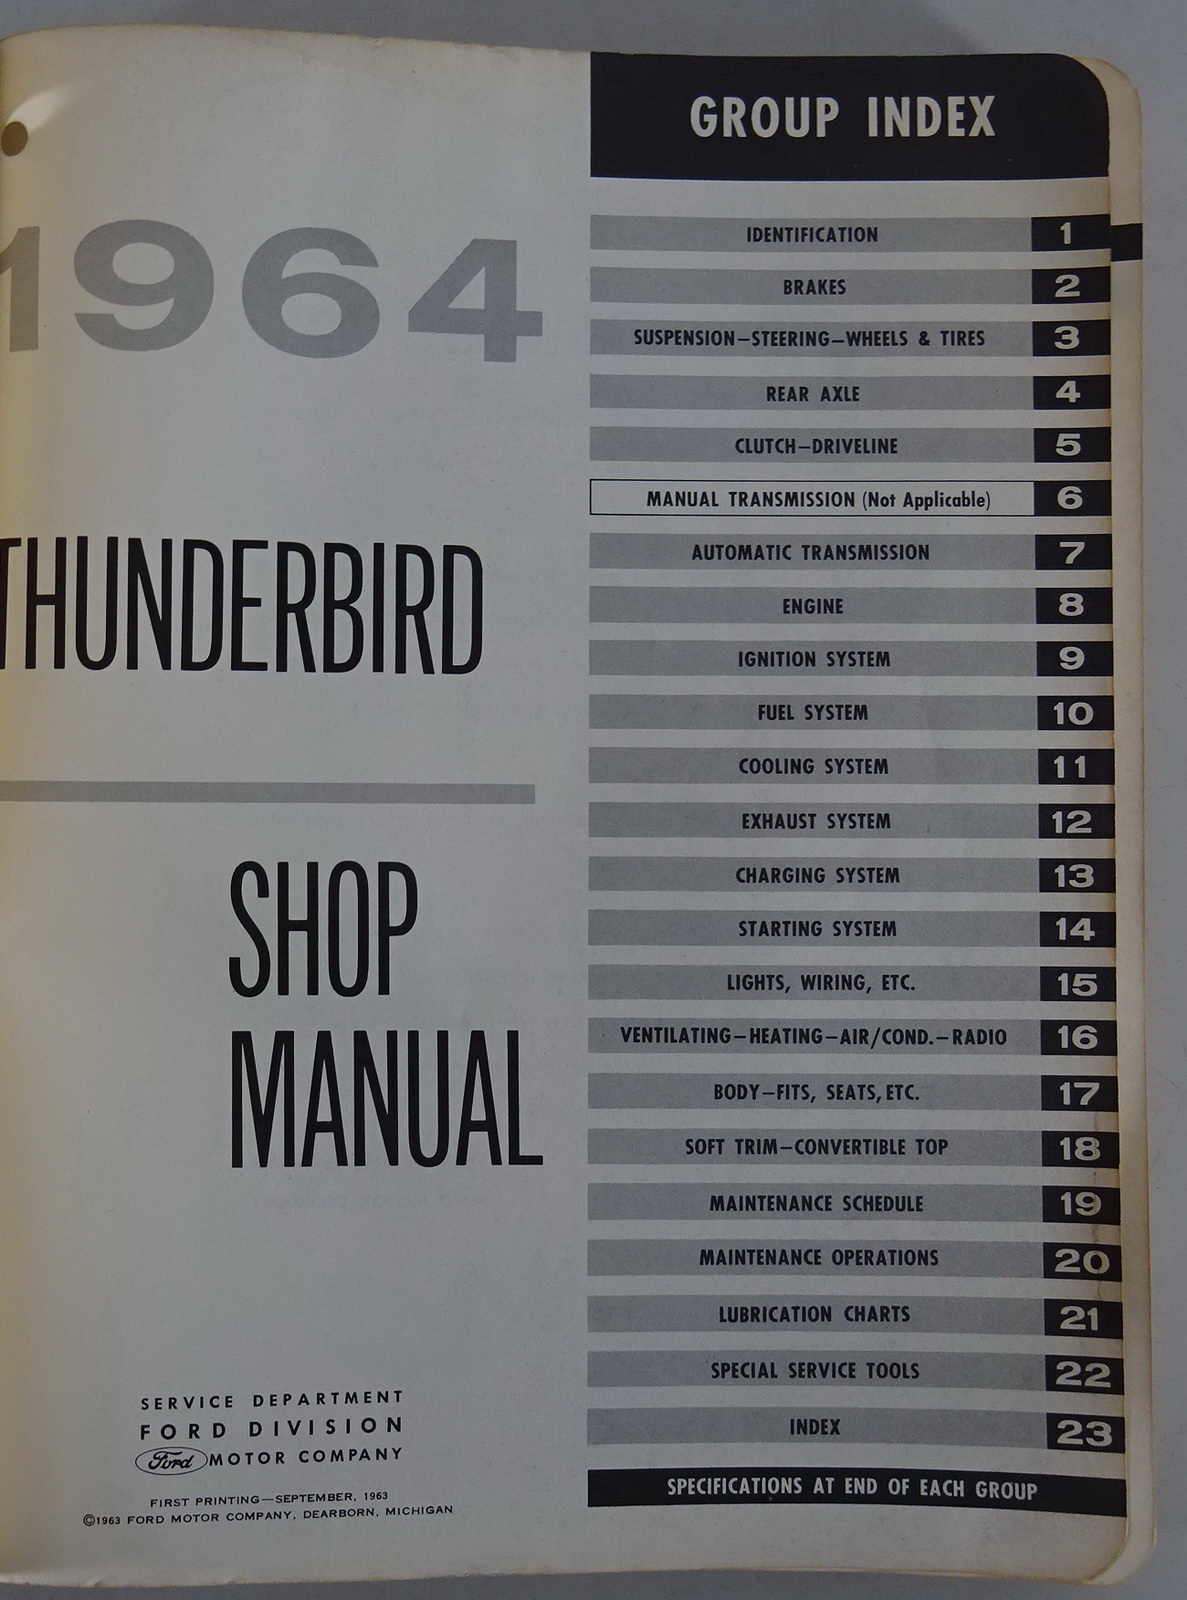 1964
THUNDERBIRD
SHOP
MANUAL
SERVICE DEPARTMENT
FORD DIVISION
Ford MOTOR COMPANY
FIRST PRINTING—SEPTEMBER, 1963
©1963 FORD MOTOR COMPANY, DEARBORN, MICHIGAN
GROUP INDEX
IDENTIFICATION 1
BRAKES 2
SUSPENSION—STEERING—WHEELS & TIRES 3
REAR AXLE 4
CLUTCH—DRIVELINE 5
MANUAL TRANSMISSION (Not Applicable) 6
AUTOMATIC TRANSMISSION 7
ENGINE 8
IGNITION SYSTEM 9
FUEL SYSTEM 10
COOLING SYSTEM 11
EXHAUST SYSTEM 12
CHARGING SYSTEM 13
STARTING SYSTEM 14
LIGHTS, WIRING, ETC. 15
VENTILATING—HEATING—AIR/COND.—RADIO 16
BODY—FITS, SEATS, ETC. 17
SOFT TRIM—CONVERTIBLE TOP 18
MAINTENANCE SCHEDULE 19
MAINTENANCE OPERATIONS 20
LUBRICATION CHARTS 21
SPECIAL SERVICE TOOLS 22
INDEX 23
SPECIFICATIONS AT END OF EACH GROUP